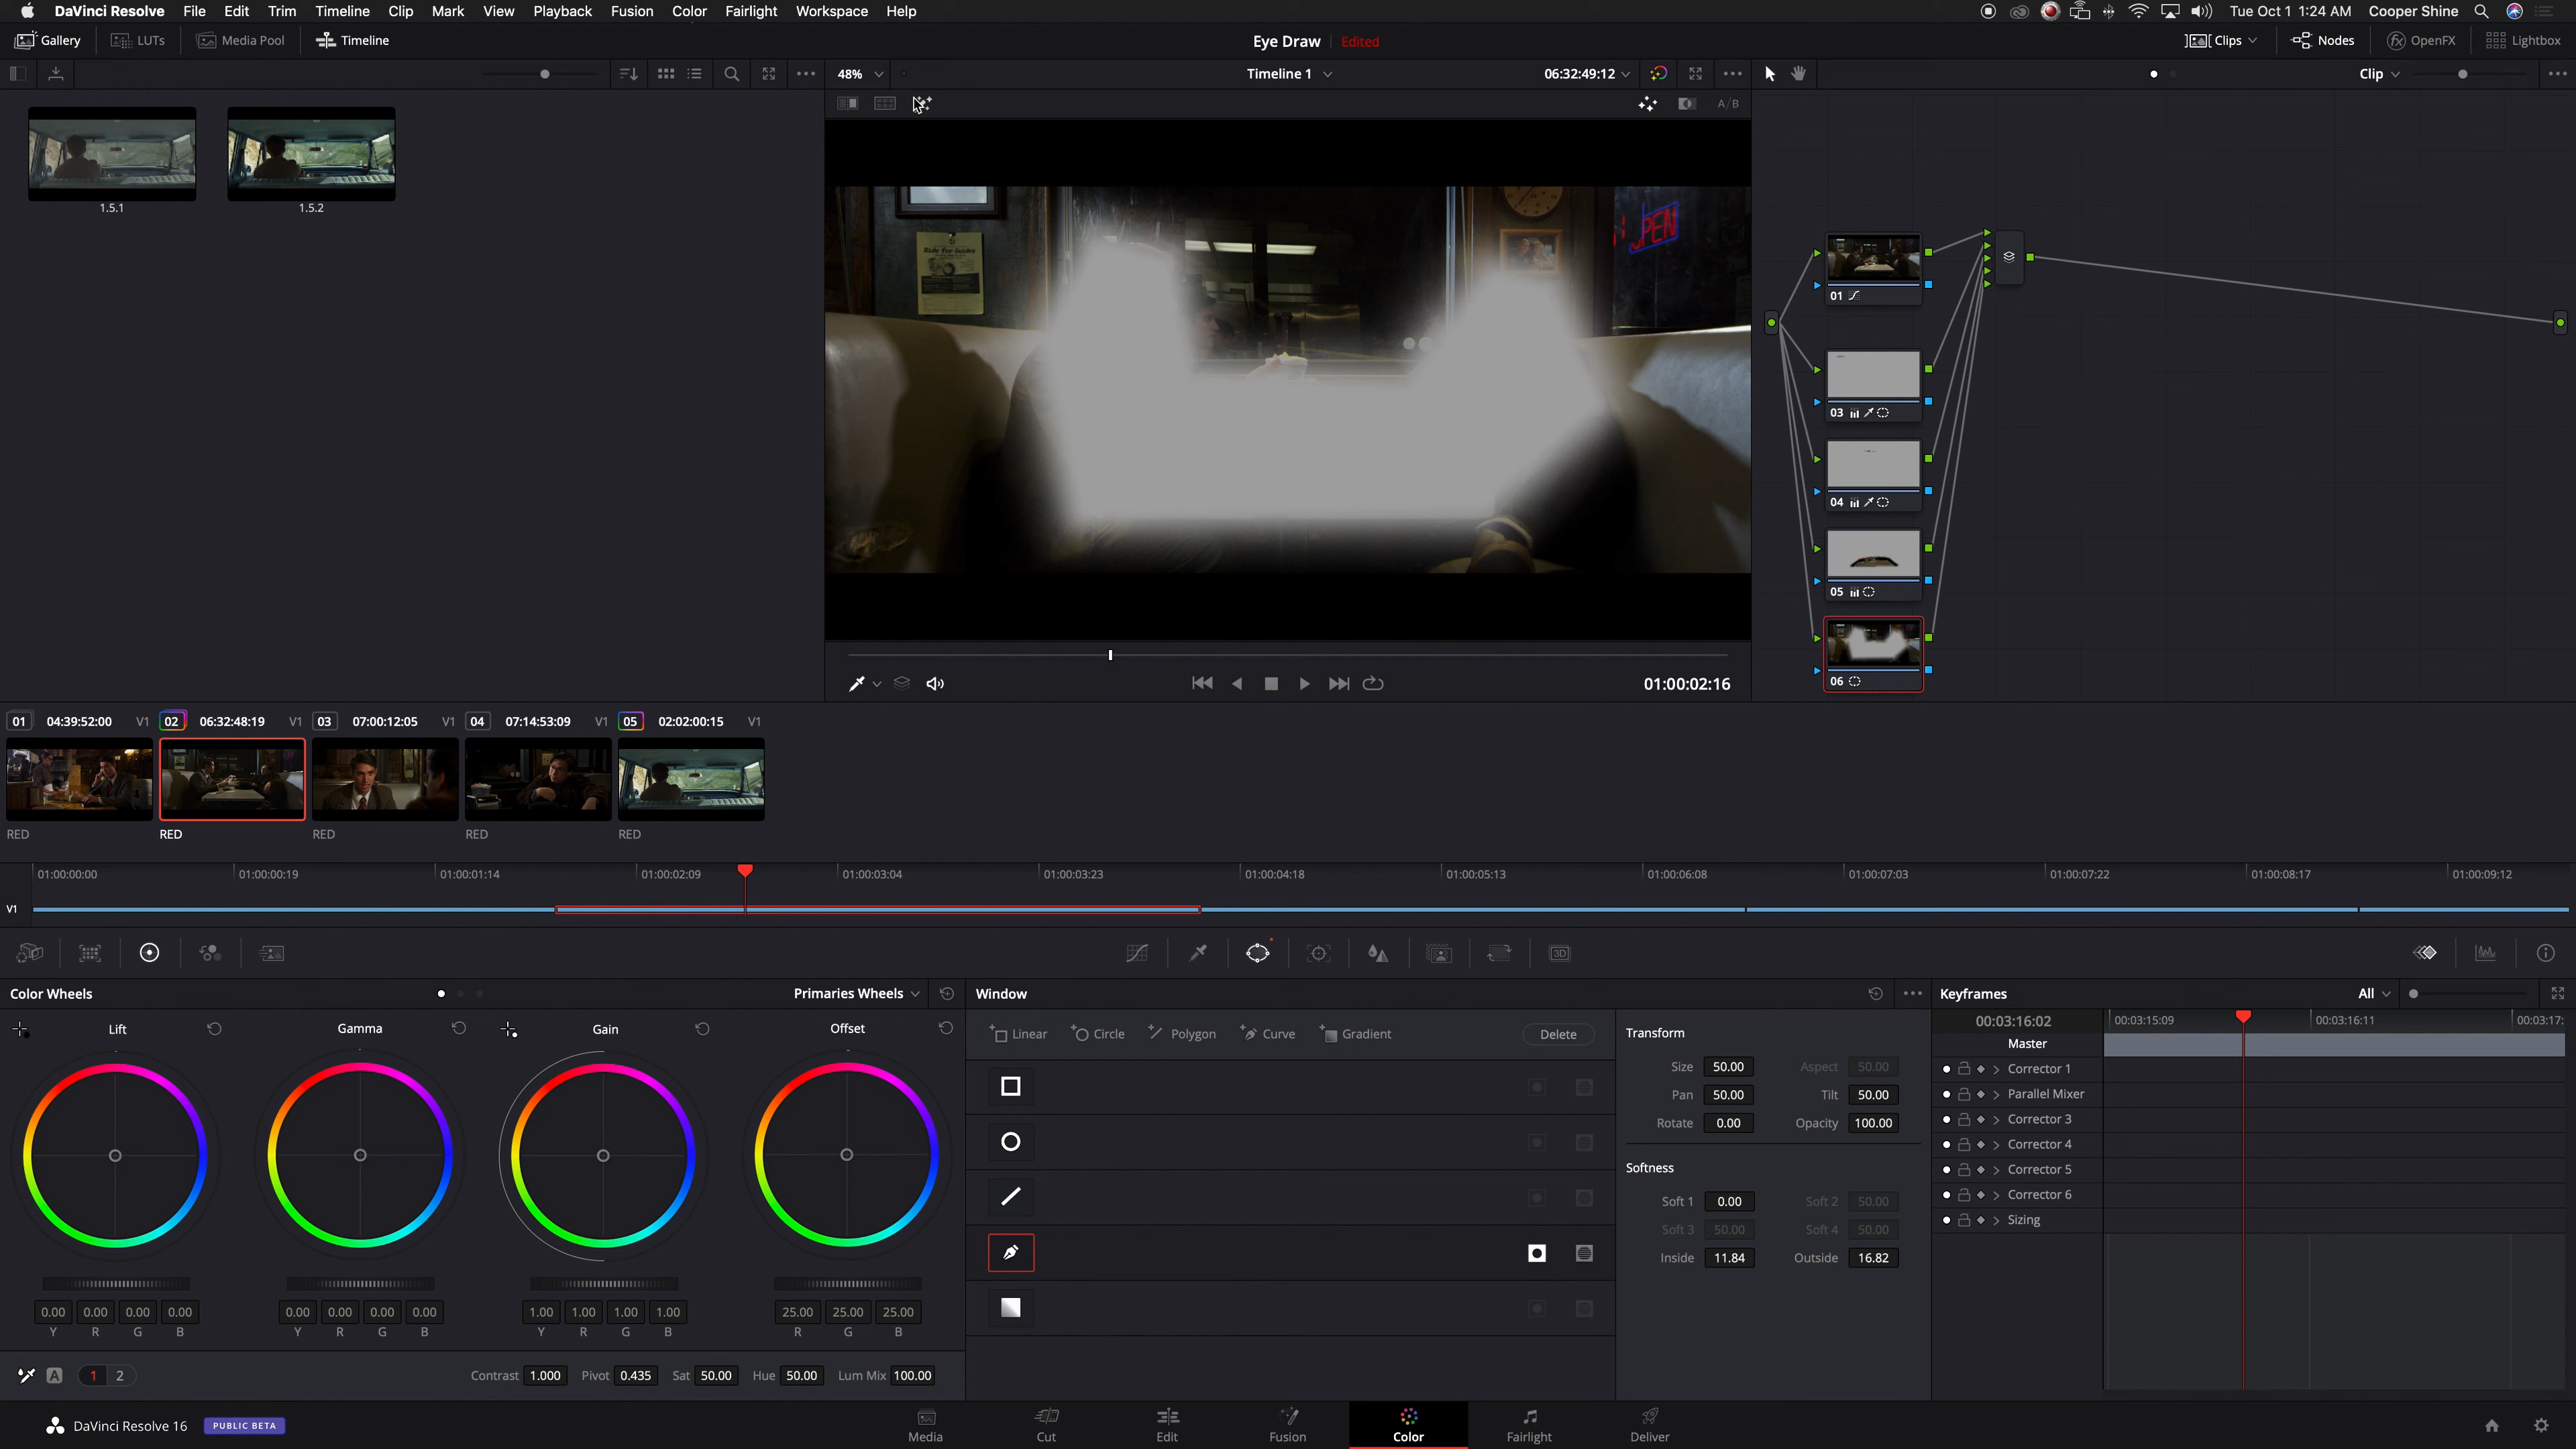 DaVinci Resolve File Edit Trim Timeline Clip Mark View Playback Fusion Color Fairlight Workspace Help Tue Oct 1 1:24 AM Cooper Shine
Gallery LUTs Media Pool Timeline Eye Draw Edited Clips Nodes OpenFX Lightbox
48% Timeline 1 06:32:49:12 Clip
A/B
1.5.1 1.5.2
Ride for Guides
OPEN
01
03
04
05
06
01:00:02:16
01 04:39:52:00 V1 02 06:32:48:19 V1 03 07:00:12:05 V1 04 07:14:53:09 V1 05 02:02:00:15 V1
RED RED RED RED RED
01:00:00:00 01:00:00:19 01:00:01:14 01:00:02:09 01:00:03:04 01:00:03:23 01:00:04:18 01:00:05:13 01:00:06:08 01:00:07:03 01:00:07:22 01:00:08:17 01:00:09:12
V1
3D
Color Wheels Primaries Wheels Window Keyframes All
Lift Gamma Gain Offset
Linear Circle Polygon Curve Gradient Delete
Transform
Size 50.00 Aspect 50.00
Pan 50.00 Tilt 50.00
Rotate 0.00 Opacity 100.00
Softness
Soft 1 0.00 Soft 2 50.00
Soft 3 50.00 Soft 4 50.00
Inside 11.84 Outside 16.82
00:03:16:02 00:03:15:09 00:03:16:11 00:03:17:
Master
Corrector 1
Parallel Mixer
Corrector 3
Corrector 4
Corrector 5
Corrector 6
Sizing
0.00 0.00 0.00 0.00 0.00 0.00 0.00 0.00 1.00 1.00 1.00 1.00 25.00 25.00 25.00
Y R G B Y R G B Y R G B R G B
A 1 2 Contrast 1.000 Pivot 0.435 Sat 50.00 Hue 50.00 Lum Mix 100.00
DaVinci Resolve 16 PUBLIC BETA Media Cut Edit Fusion Color Fairlight Deliver